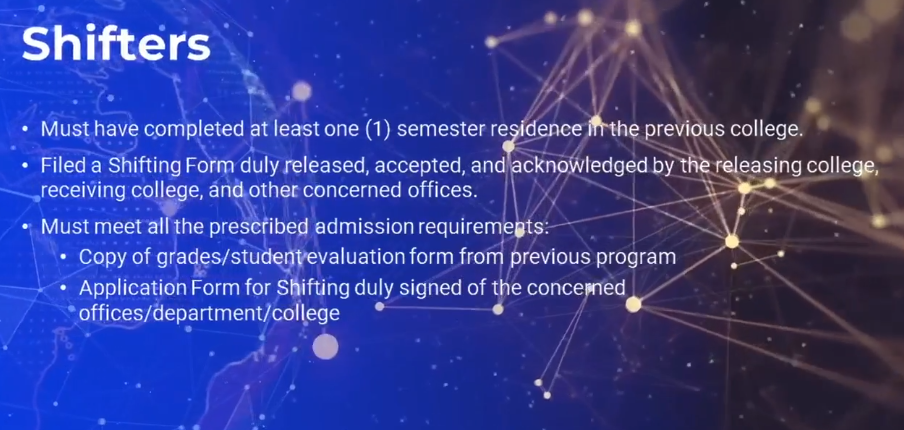 Shifters
• Must have completed at least one (1) semester residence in the previous college.
• Filed a Shifting Form duly released, accepted, and acknowledged by the releasing college,
receiving college, and other concerned offices.
• Must meet all the prescribed admission requirements:
• Copy of grades/student evaluation form from previous program
• Application Form for Shifting duly signed of the concerned
offices/department/college